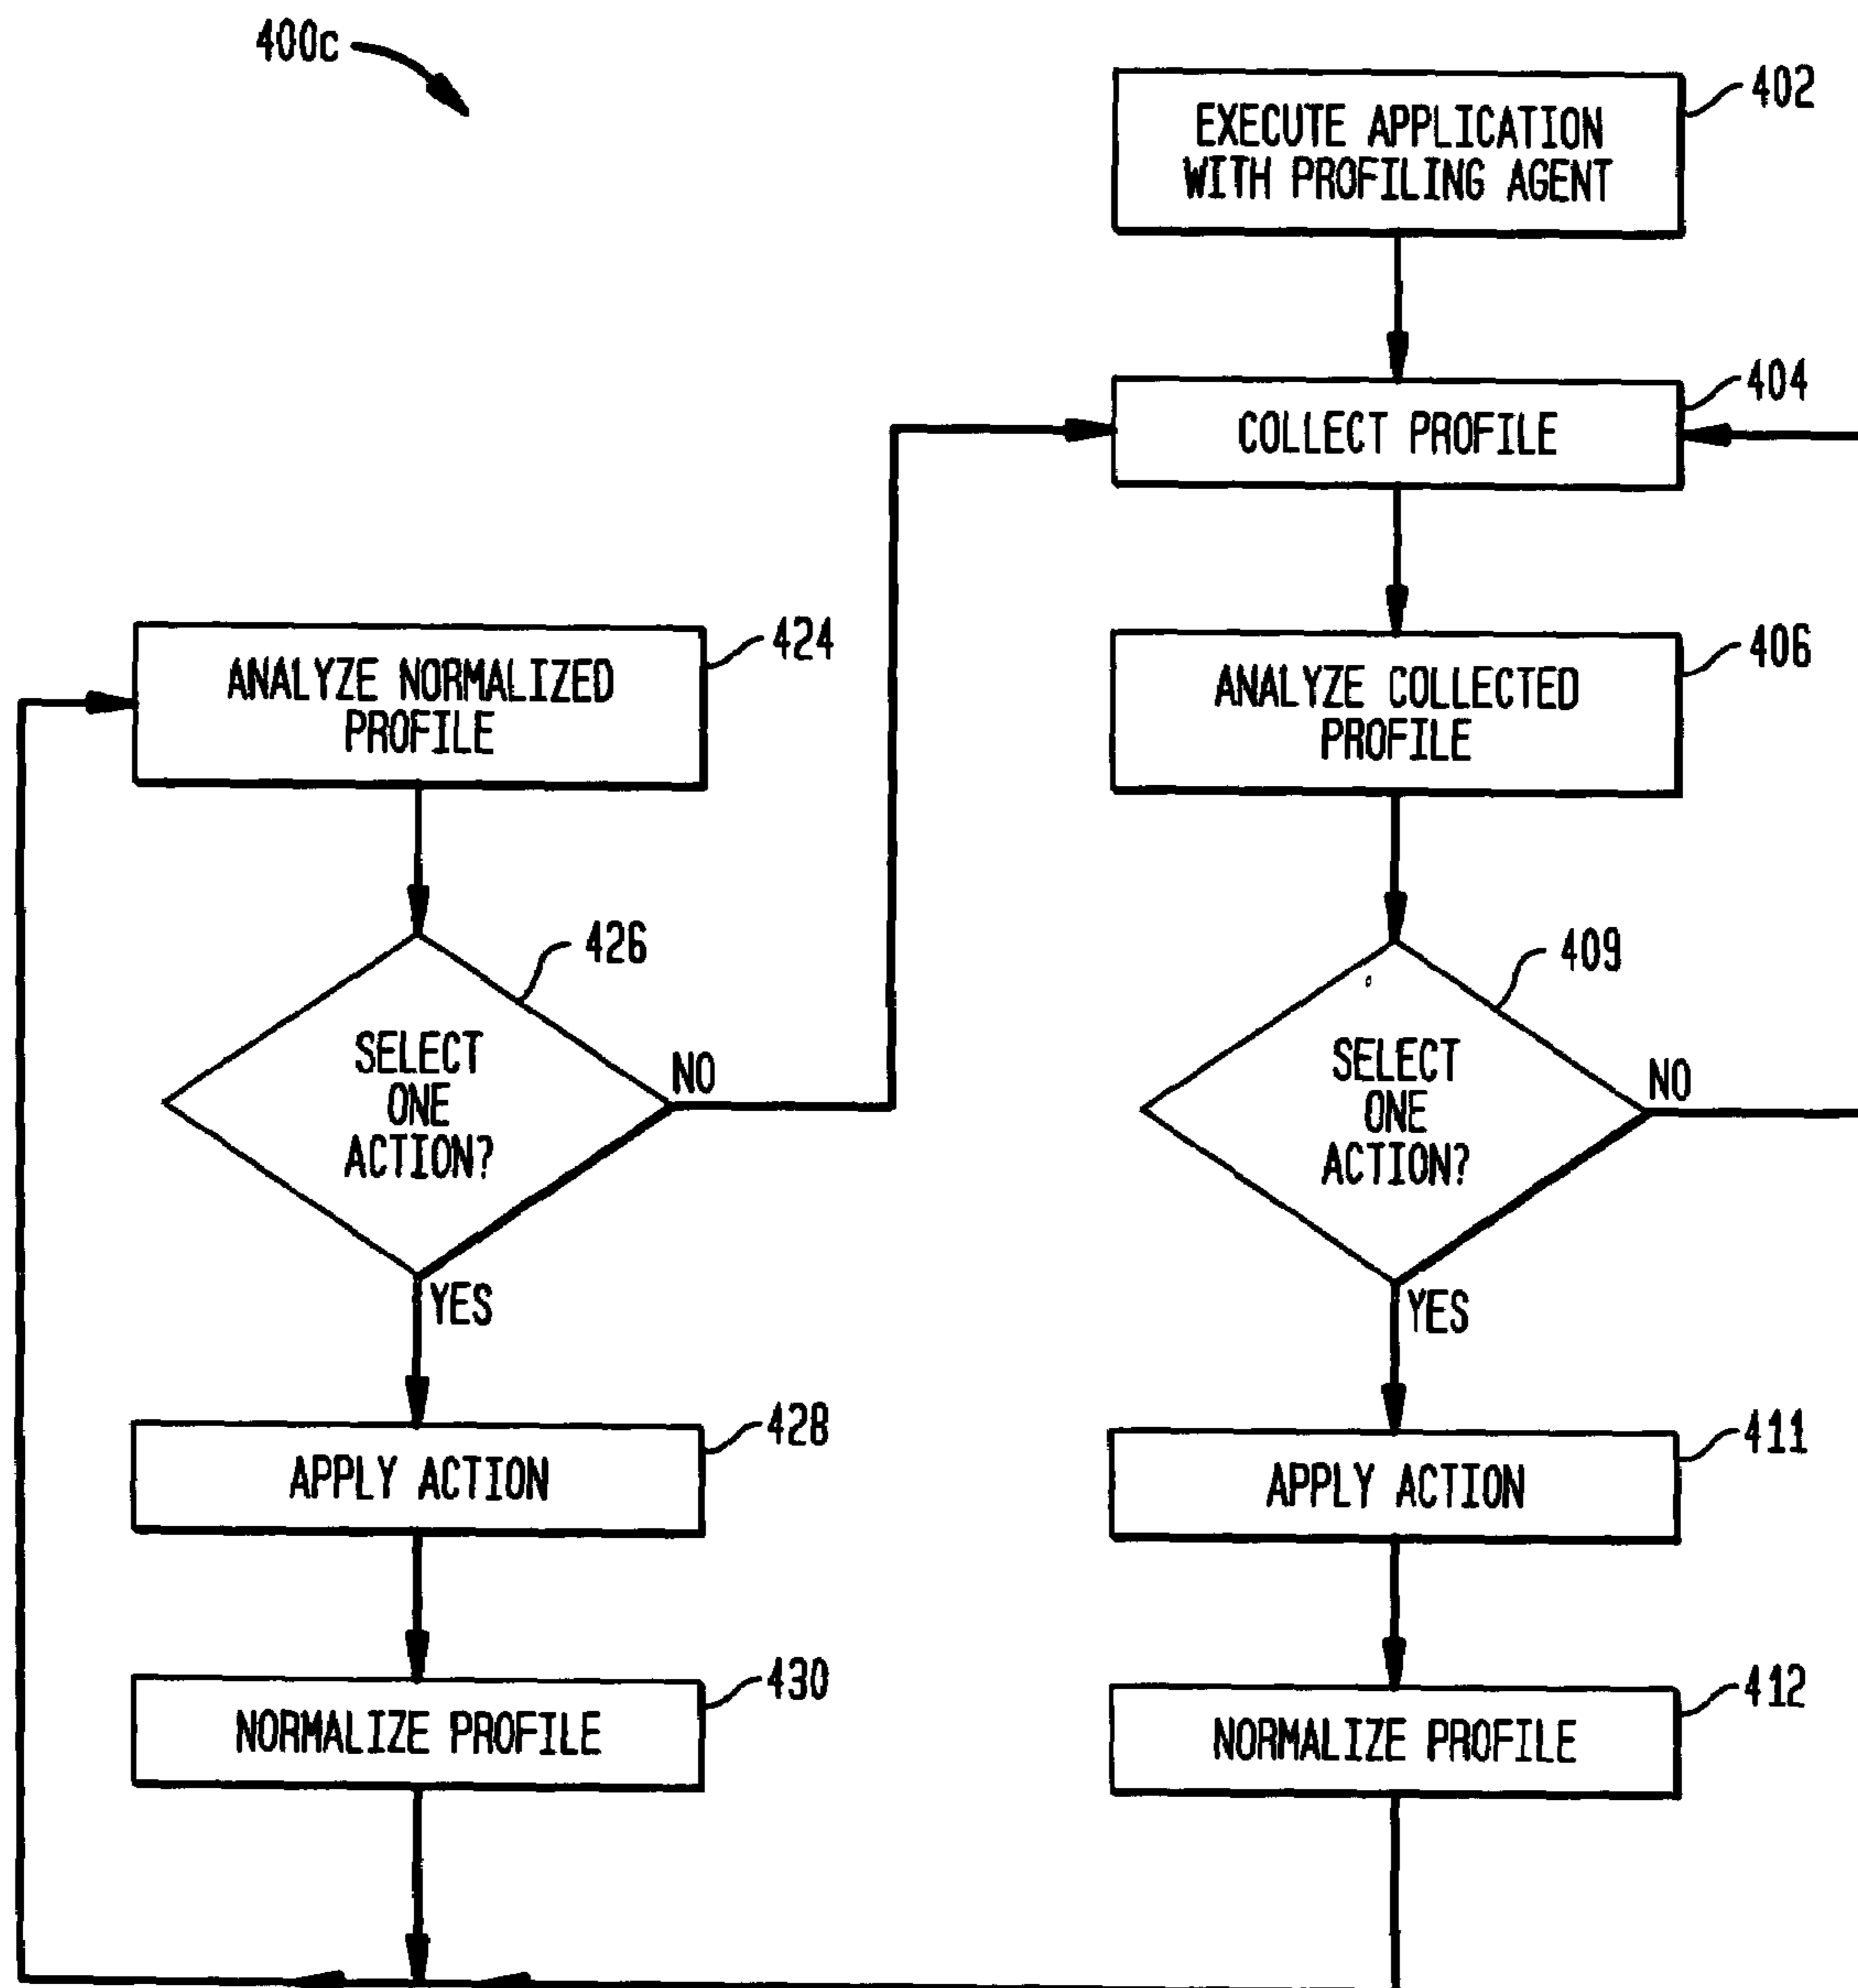 400c
402
EXECUTE APPLICATION
WITH PROFILING AGENT
404
COLLECT PROFILE
424
ANALYZE NORMALIZED
PROFILE
406
ANALYZE COLLECTED
PROFILE
426
SELECT
ONE
ACTION?
NO
YES
409
SELECT
ONE
ACTION?
NO
YES
428
APPLY ACTION
411
APPLY ACTION
430
NORMALIZE PROFILE
412
NORMALIZE PROFILE